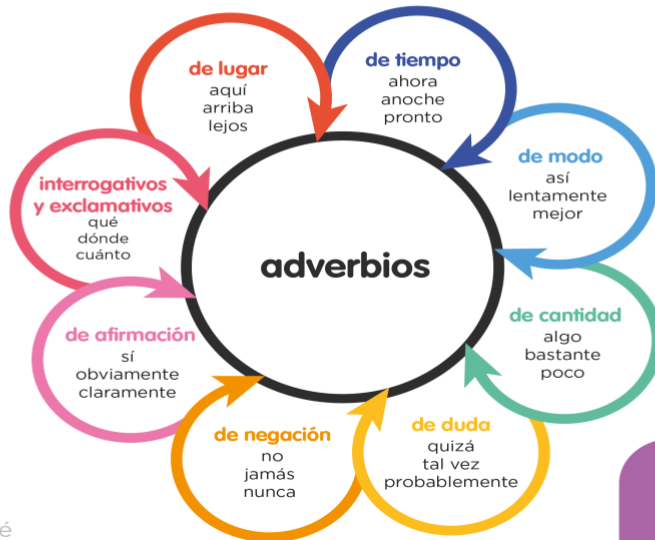 de lugar
aquí
arriba
lejos
de tiempo
ahora
anoche
pronto
de modo
así
lentamente
mejor
de cantidad
algo
bastante
poco
de duda
quizá
tal vez
probablemente
de negación
no
jamás
nunca
de afirmación
sí
obviamente
claramente
interrogativos
y exclamativos
qué
dónde
cuánto
adverbios
é